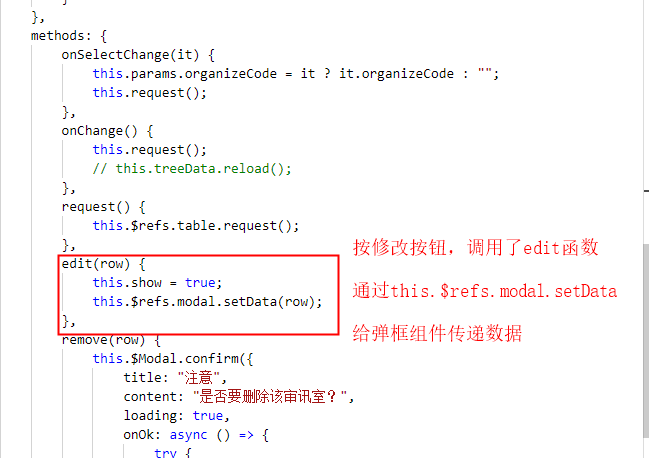 },
methods: {
onSelectChange(it) {
this.params.organizeCode = it ? it.organizeCode : "";
this.request();
},
onChange() {
this.request();
// this.treeData.reload();
},
request() {
this.$refs.table.request();
},
edit(row) {
this.show = true;
this.$refs.modal.setData(row);
},
remove(row) {
this.$Modal.confirm({
title: "注意",
content: "是否要删除该审讯室?",
loading: true,
onOk: async () => {
try {
按修改按钮，调用了edit函数
通过this.$refs.modal.setData
给弹框组件传递数据